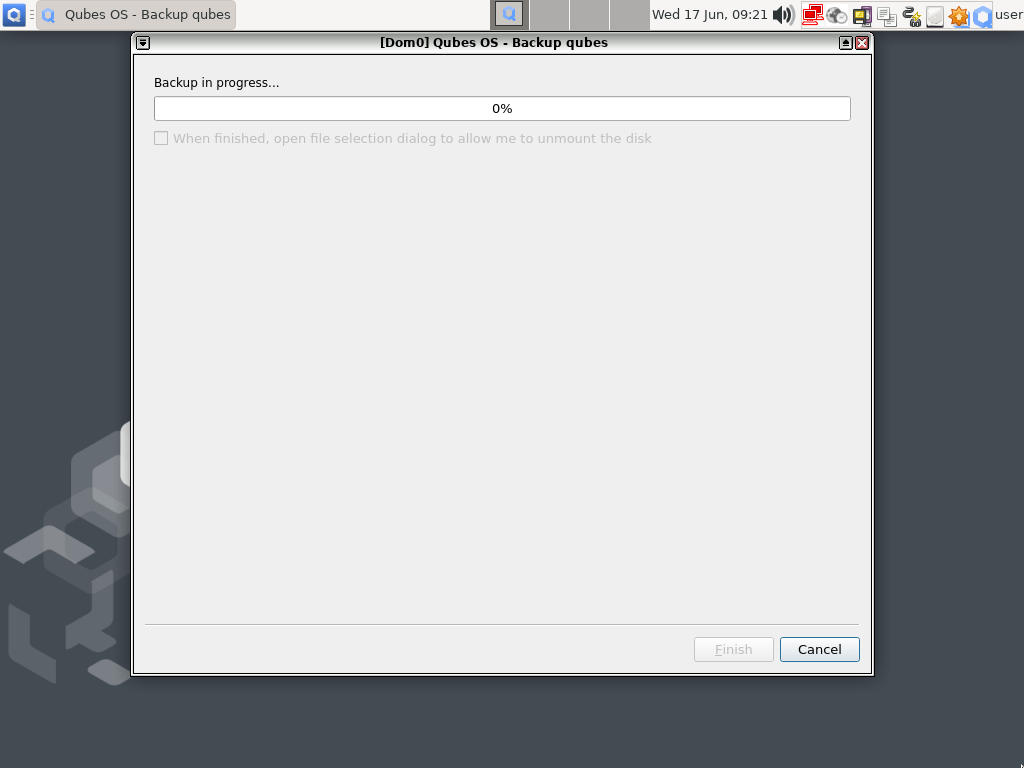 Qubes OS - Backup qubes
Wed 17 Jun, 09:21
user
[Dom0] Qubes OS - Backup qubes
Backup in progress...
0%
When finished, open file selection dialog to allow me to unmount the disk
Finish
Cancel